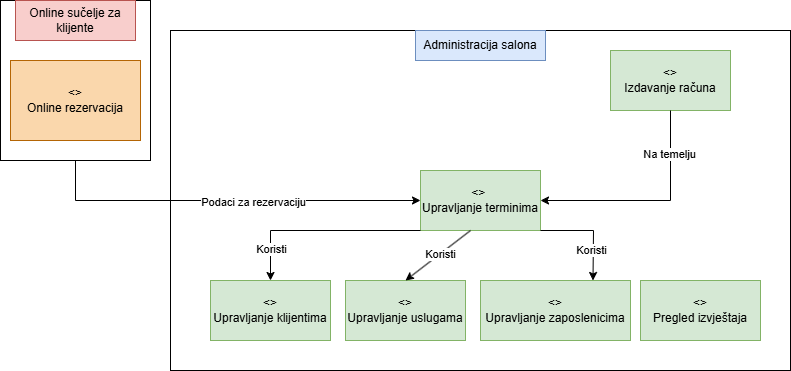 Online sučelje za
klijente
<>
Online rezervacija
Administracija salona
<>
Izdavanje računa
Na temelju
Podaci za rezervaciju
<>
Upravljanje terminima
Koristi
Koristi
Koristi
<>
Upravljanje klijentima
<>
Upravljanje uslugama
<>
Upravljanje zaposlenicima
<>
Pregled izvještaja